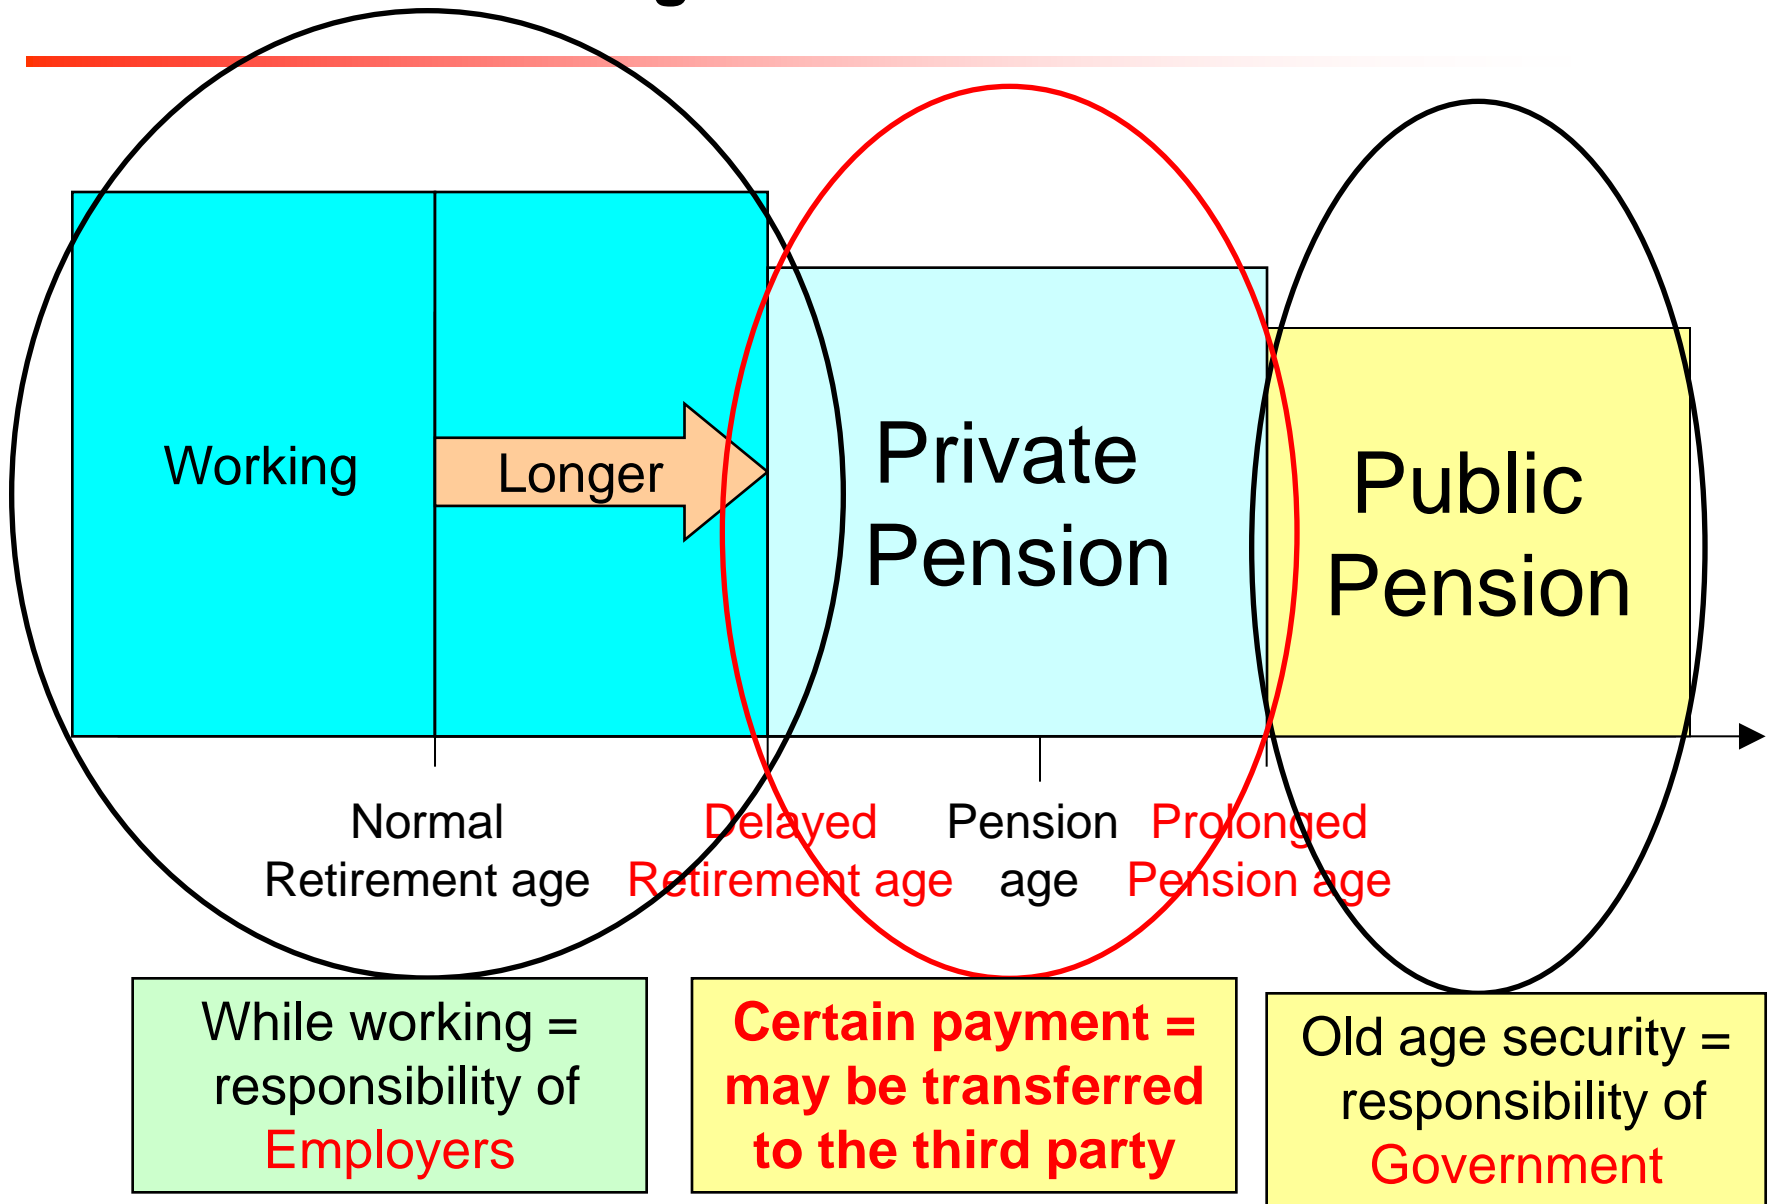 Working
Longer
Private
Pension
Public
Pension
Normal
Retirement age
Delayed
Retirement age
Pension
age
Prolonged
Pension age
While working =
responsibility of
Employers
Certain payment =
may be transferred
to the third party
Old age security =
responsibility of
Government